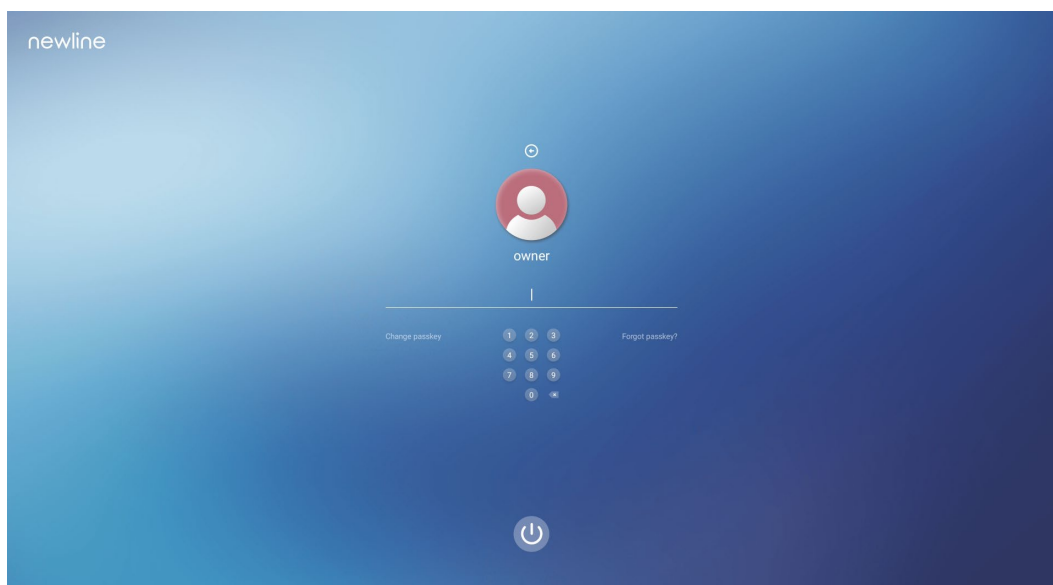 newline
owner
Change passkey
1 2 3
Forgot passkey?
4 5 6
7 8 9
0